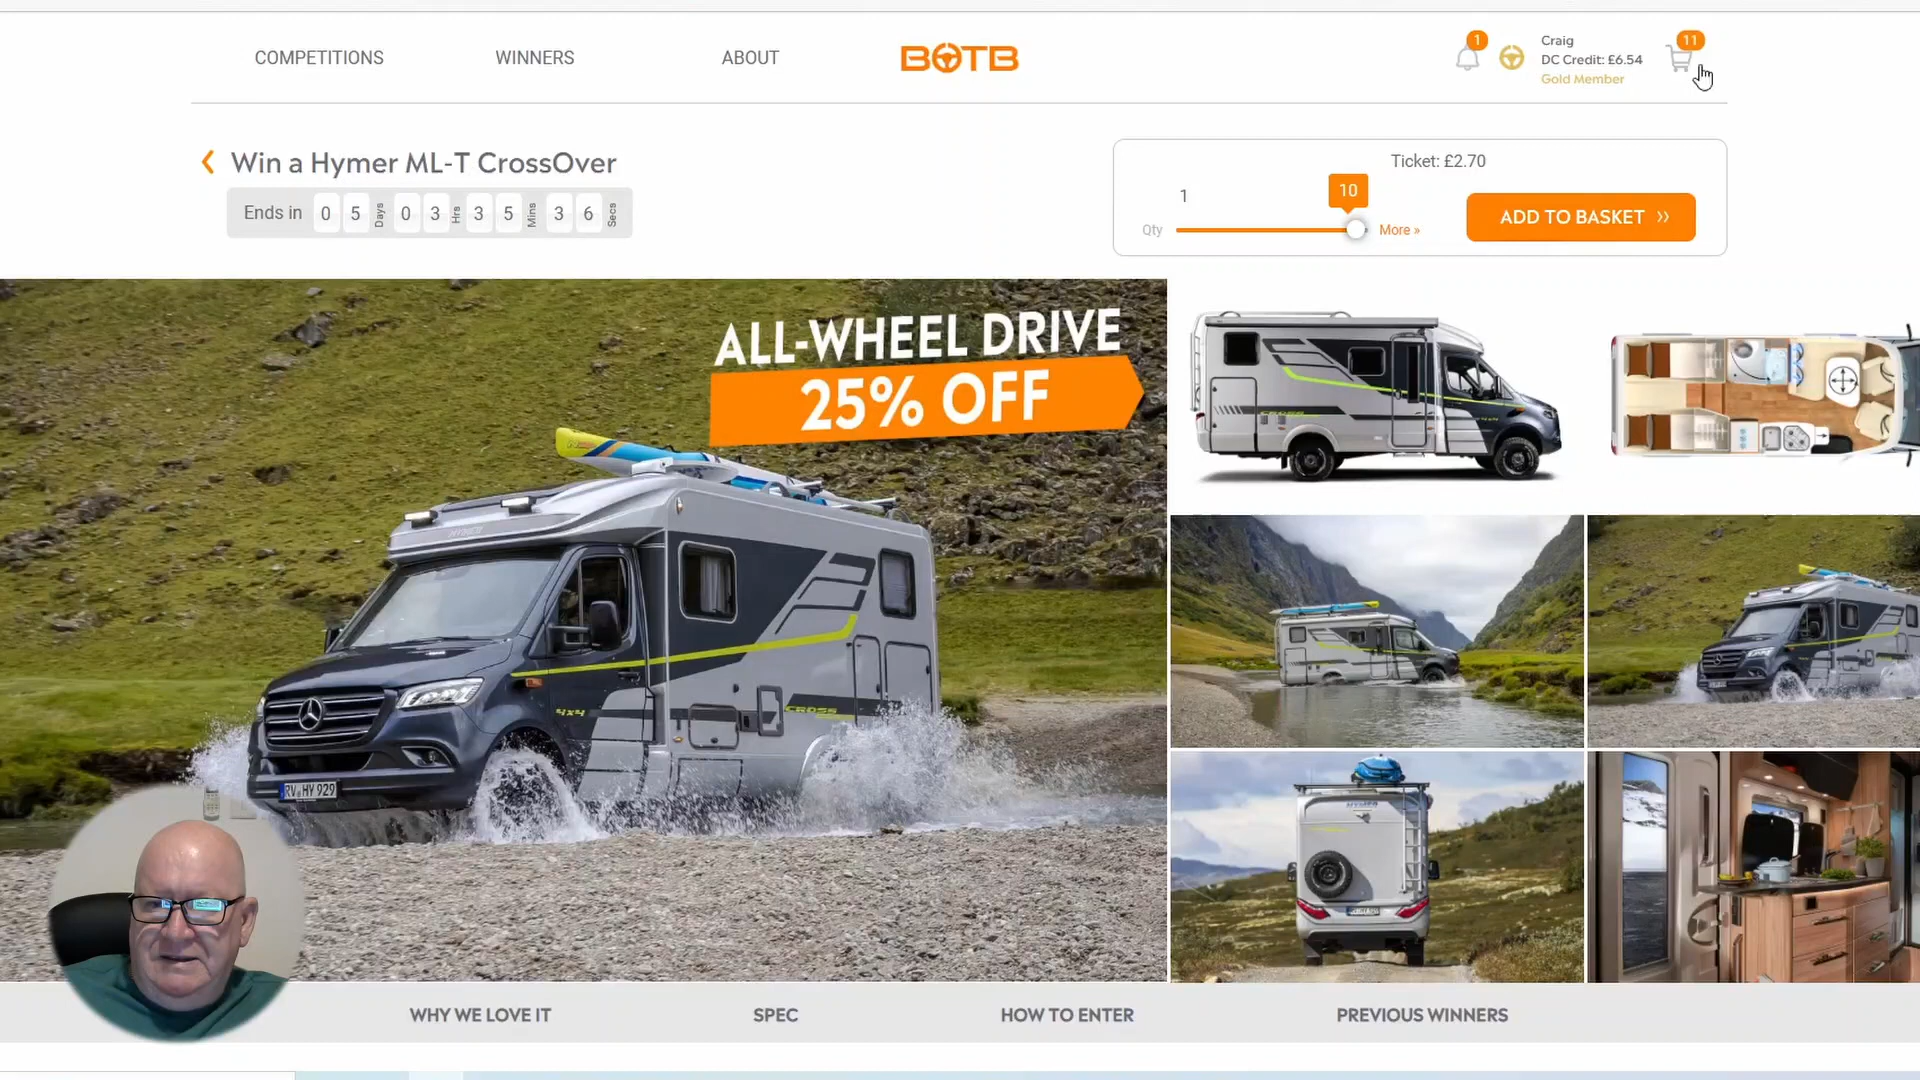 COMPETITIONS
WINNERS
ABOUT
BOTB
1
Craig
DC Credit: £6.54
Gold Member
11
Win a Hymer ML-T CrossOver
Ends in 0 5 Days 0 3 Hrs 3 5 Mins 3 6 Secs
Ticket: £2.70
1
10
Qty
More »
ADD TO BASKET »
ALL-WHEEL DRIVE
25% OFF
HYMER
4x4
CROSS
RV HY 929
CROSS
HYMER
WHY WE LOVE IT
SPEC
HOW TO ENTER
PREVIOUS WINNERS